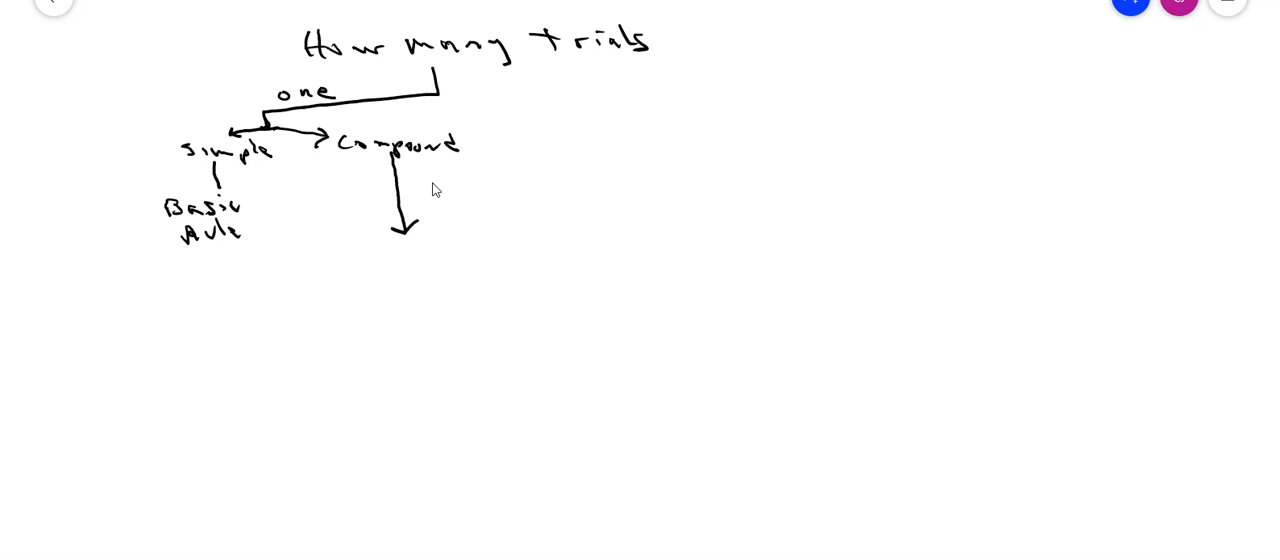 How many trials
one
simple
compound
Basic
Rule